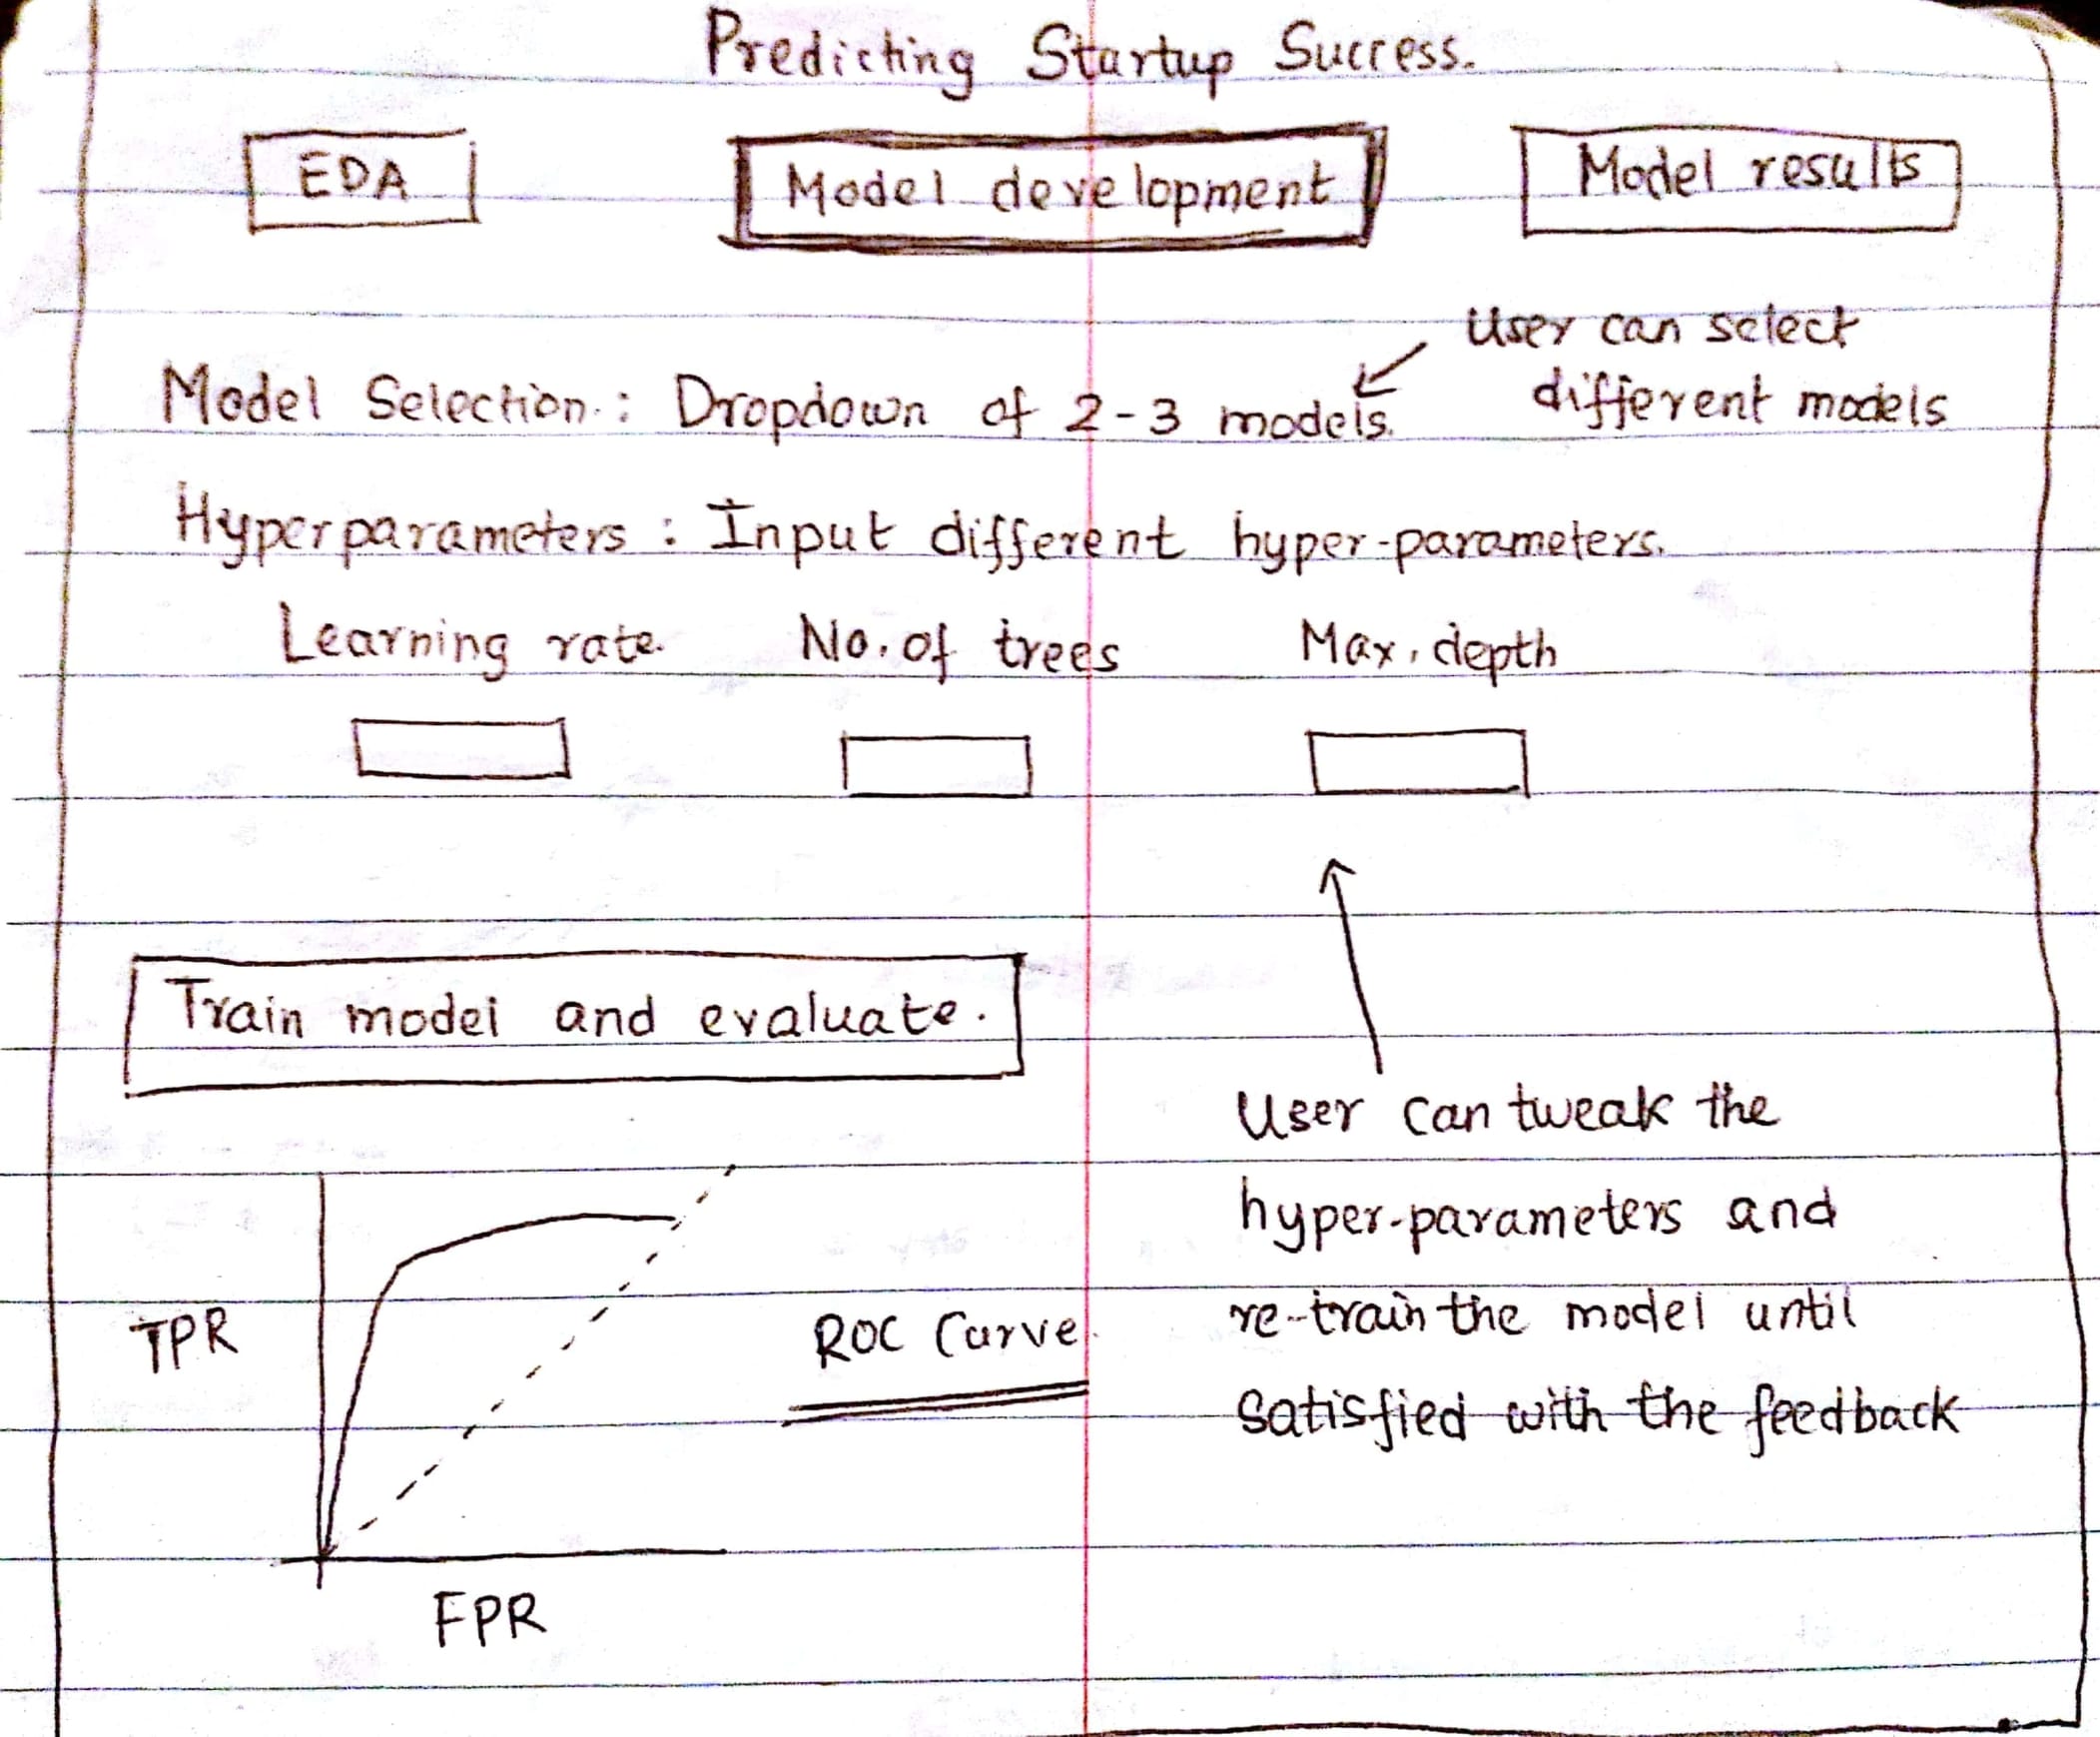 Predicting Startup Success.
EDA
Model development
Model results
User can select
different models
Model Selection : Dropdown of 2-3 models.
Hyperparameters : Input different hyper-parameters.
Learning rate. No. of trees Max. depth
Train model and evaluate.
User can tweak the
hyper-parameters and
re-train the model until
satisfied with the feedback
TPR
ROC Curve.
FPR